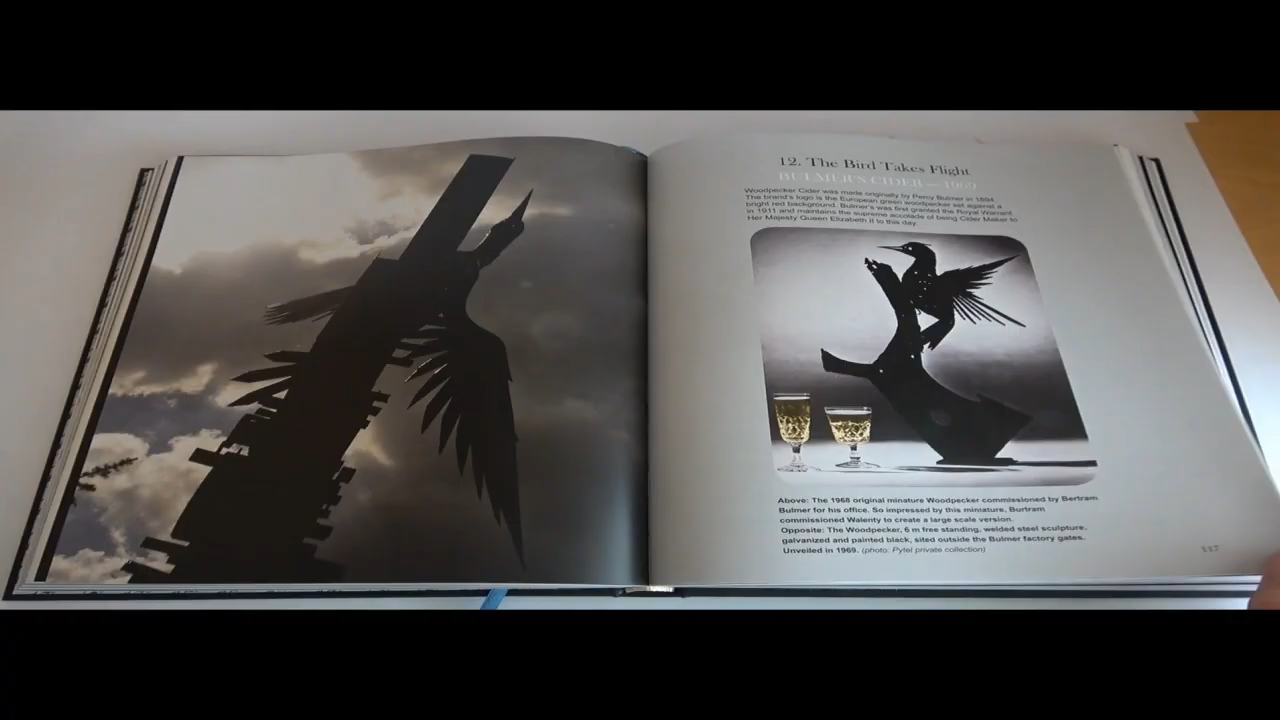 12. The Bird Takes Flight
BULMER'S CIDER — 1969
Woodpecker Cider was made originally by Percy Bulmer in 1894.
The brand's logo is the European green woodpecker set against a
bright red background. Bulmer's was first granted the Royal Warrant
in 1911 and maintains the supreme accolade of being Cider Maker to
Her Majesty Queen Elizabeth II to this day.
Above: The 1968 original minature Woodpecker commissioned by Bertram
Bulmer for his office. So impressed by this miniature, Burtram
commissioned Walenty to create a large scale version.
Opposite: The Woodpecker, 6 m free standing, welded steel sculpture,
galvanized and painted black, sited outside the Bulmer factory gates.
Unveiled in 1969. (photo: Pytel private collection)
117